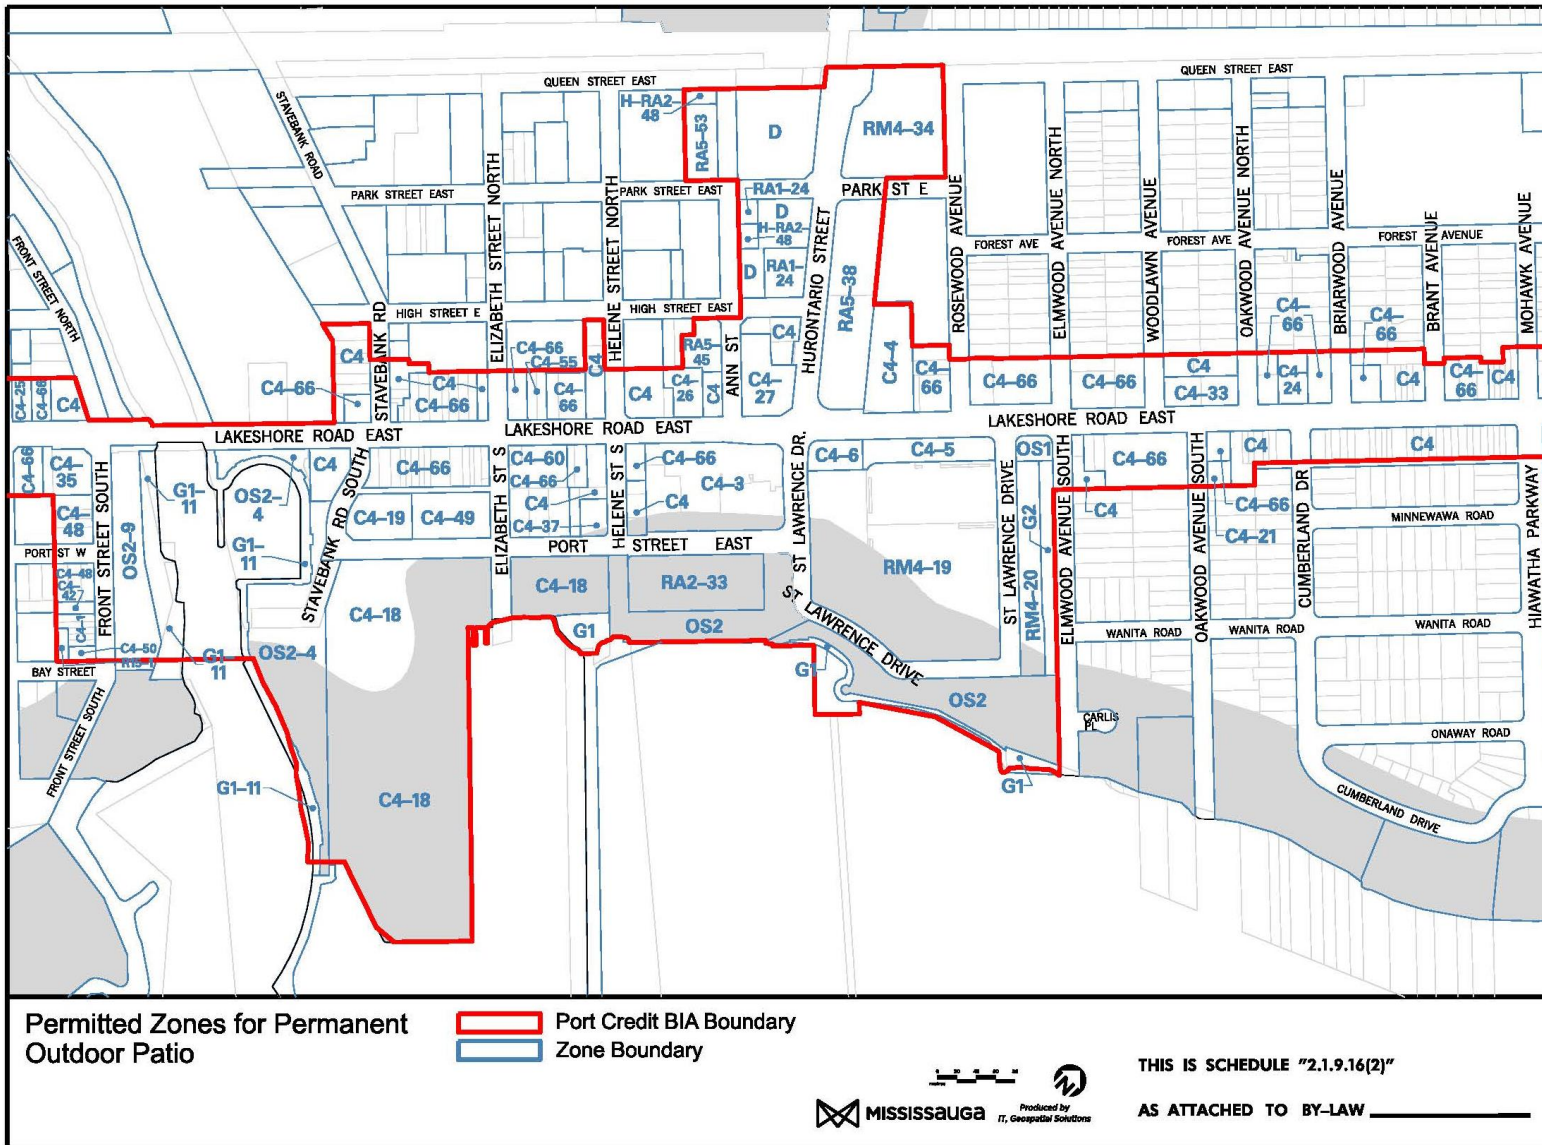 QUEEN STREET EAST
QUEEN STREET EAST
STAVEBANK ROAD
H-RA2-
48
RA5-53
D
RM4-34
ELIZABETH STREET NORTH
HELENE STREET NORTH
PARK STREET EAST
PARK STREET EAST
RA1-24
D
H-RA2-
48
D
RA1-
24
PARK ST E
HURONTARIO STREET
RA5-38
ROSEWOOD AVENUE
ELMWOOD AVENUE NORTH
WOODLAWN AVENUE
OAKWOOD AVENUE NORTH
BRIARWOOD AVENUE
BRANT AVENUE
MOHAWK AVENUE
FOREST AVE
FOREST AVE
FOREST AVENUE
FRONT STREET NORTH
STAVEBANK RD
HIGH STREET E
HIGH STREET EAST
C4
C4-66
C4-55
C4
RA5-
45
ANN ST
C4
C4-4
C4-
66
C4-
66
C4-25
C4-66
C4
C4-66
C4
C4-66
C4-
66
C4
C4-
26
C4
C4-
27
C4-
66
C4-66
C4-66
C4
C4-33
C4-
24
C4
C4-
66
C4
LAKESHORE ROAD EAST
LAKESHORE ROAD EAST
LAKESHORE ROAD EAST
C4-66
C4-
35
C4-
48
FRONT STREET SOUTH
G1-
11
OS2-
4
C4
STAVEBANK RD SOUTH
C4-66
C4-19
C4-49
ELIZABETH ST S
C4-60
C4-66
C4
C4-37
HELENE ST S
C4-66
C4-3
C4
ST LAWRENCE DR.
C4-6
C4-5
ST LAWRENCE DRIVE
OS1
G2
ELMWOOD AVENUE SOUTH
C4-66
C4
OAKWOOD AVENUE SOUTH
C4
C4-66
C4-21
CUMBERLAND DR
C4
MINNEWAWA ROAD
HIAWATHA PARKWAY
PORT ST W
OS2-9
G1-
11
PORT STREET EAST
C4-48
C4-
42
C4-1
C4-50
R15-1
BAY STREET
G1-
11
OS2-4
C4-18
C4-18
RA2-33
G1
OS2
ST LAWRENCE DRIVE
RM4-19
RM4-20
G1
OS2
G1
WANITA ROAD
WANITA ROAD
WANITA ROAD
CARLIS
PL
ONAWAY ROAD
CUMBERLAND DRIVE
FRONT STREET SOUTH
G1-11
C4-18
Permitted Zones for Permanent
Outdoor Patio
Port Credit BIA Boundary
Zone Boundary
MISSISSAUGA
Produced by
IT, Geospatial Solutions
THIS IS SCHEDULE "2.1.9.16(2)"
AS ATTACHED TO BY-LAW